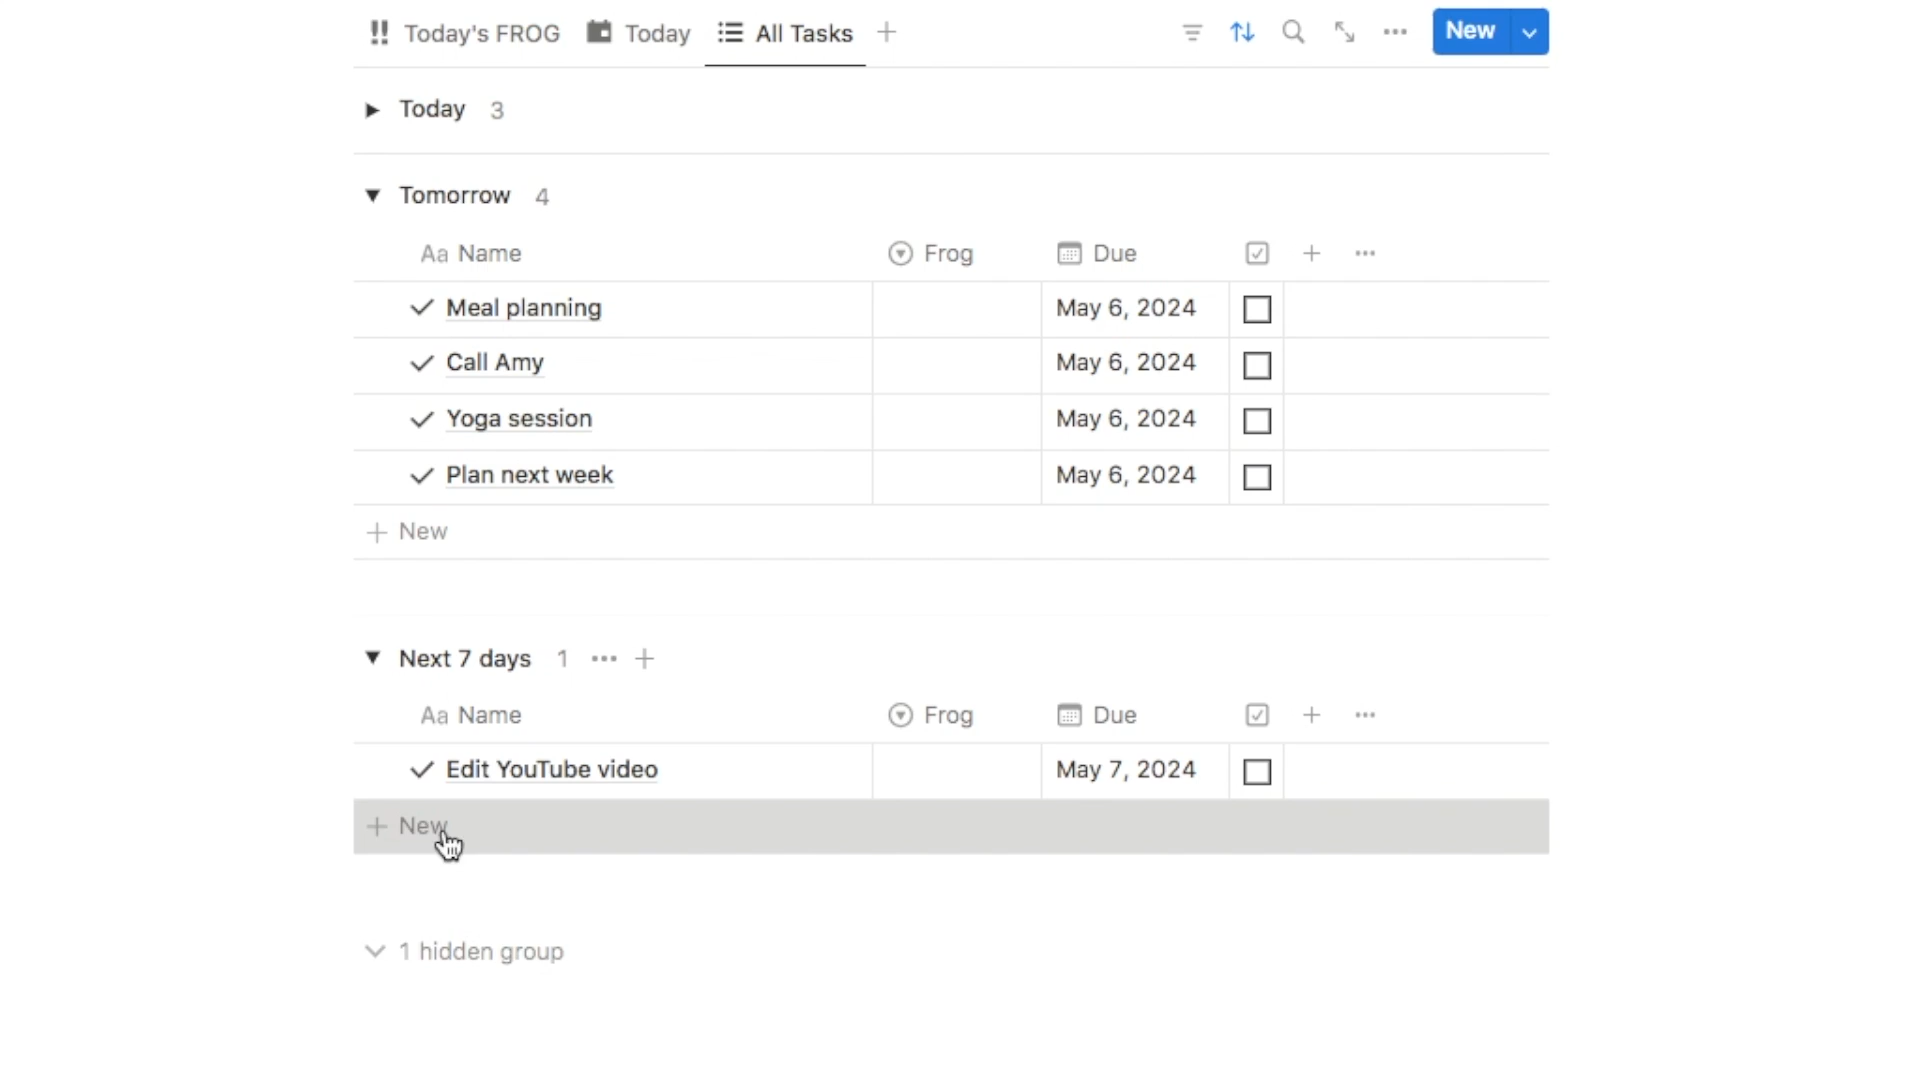 Today's FROG Today All Tasks New
Today 3
Tomorrow 4
Aa Name Frog Due
Meal planning May 6, 2024
Call Amy May 6, 2024
Yoga session May 6, 2024
Plan next week May 6, 2024
New
Next 7 days 1
Aa Name Frog Due
Edit YouTube video May 7, 2024
New
1 hidden group